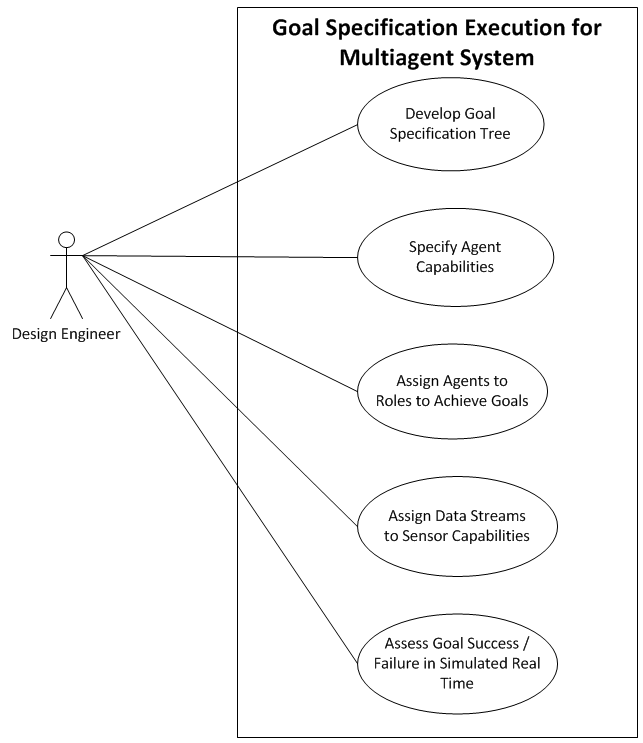 Goal Specification Execution for
Multiagent System
Develop Goal
Specification Tree
Specify Agent
Capabilities
Design Engineer
Assign Agents to
Roles to Achieve Goals
Assign Data Streams
to Sensor Capabilities
Assess Goal Success /
Failure in Simulated Real
Time